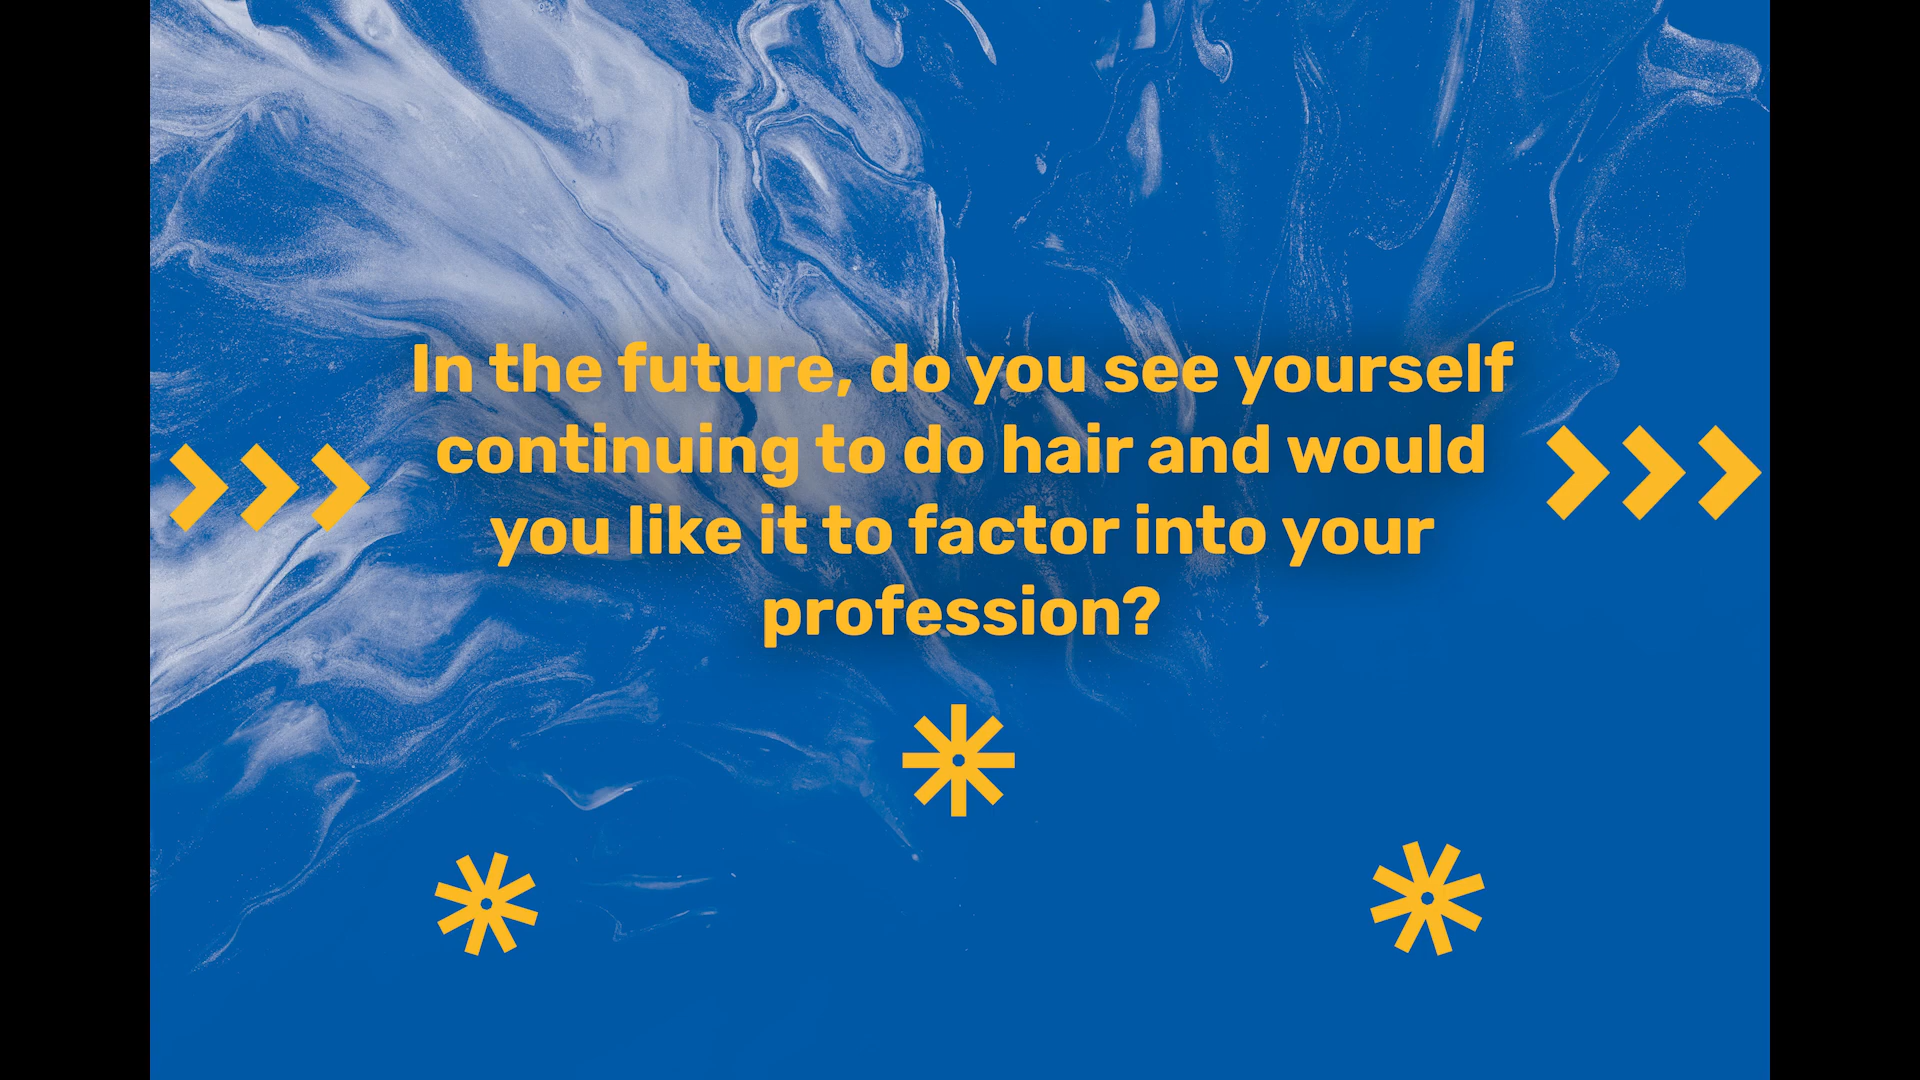 In the future, do you see yourself
continuing to do hair and would
you like it to factor into your
profession?